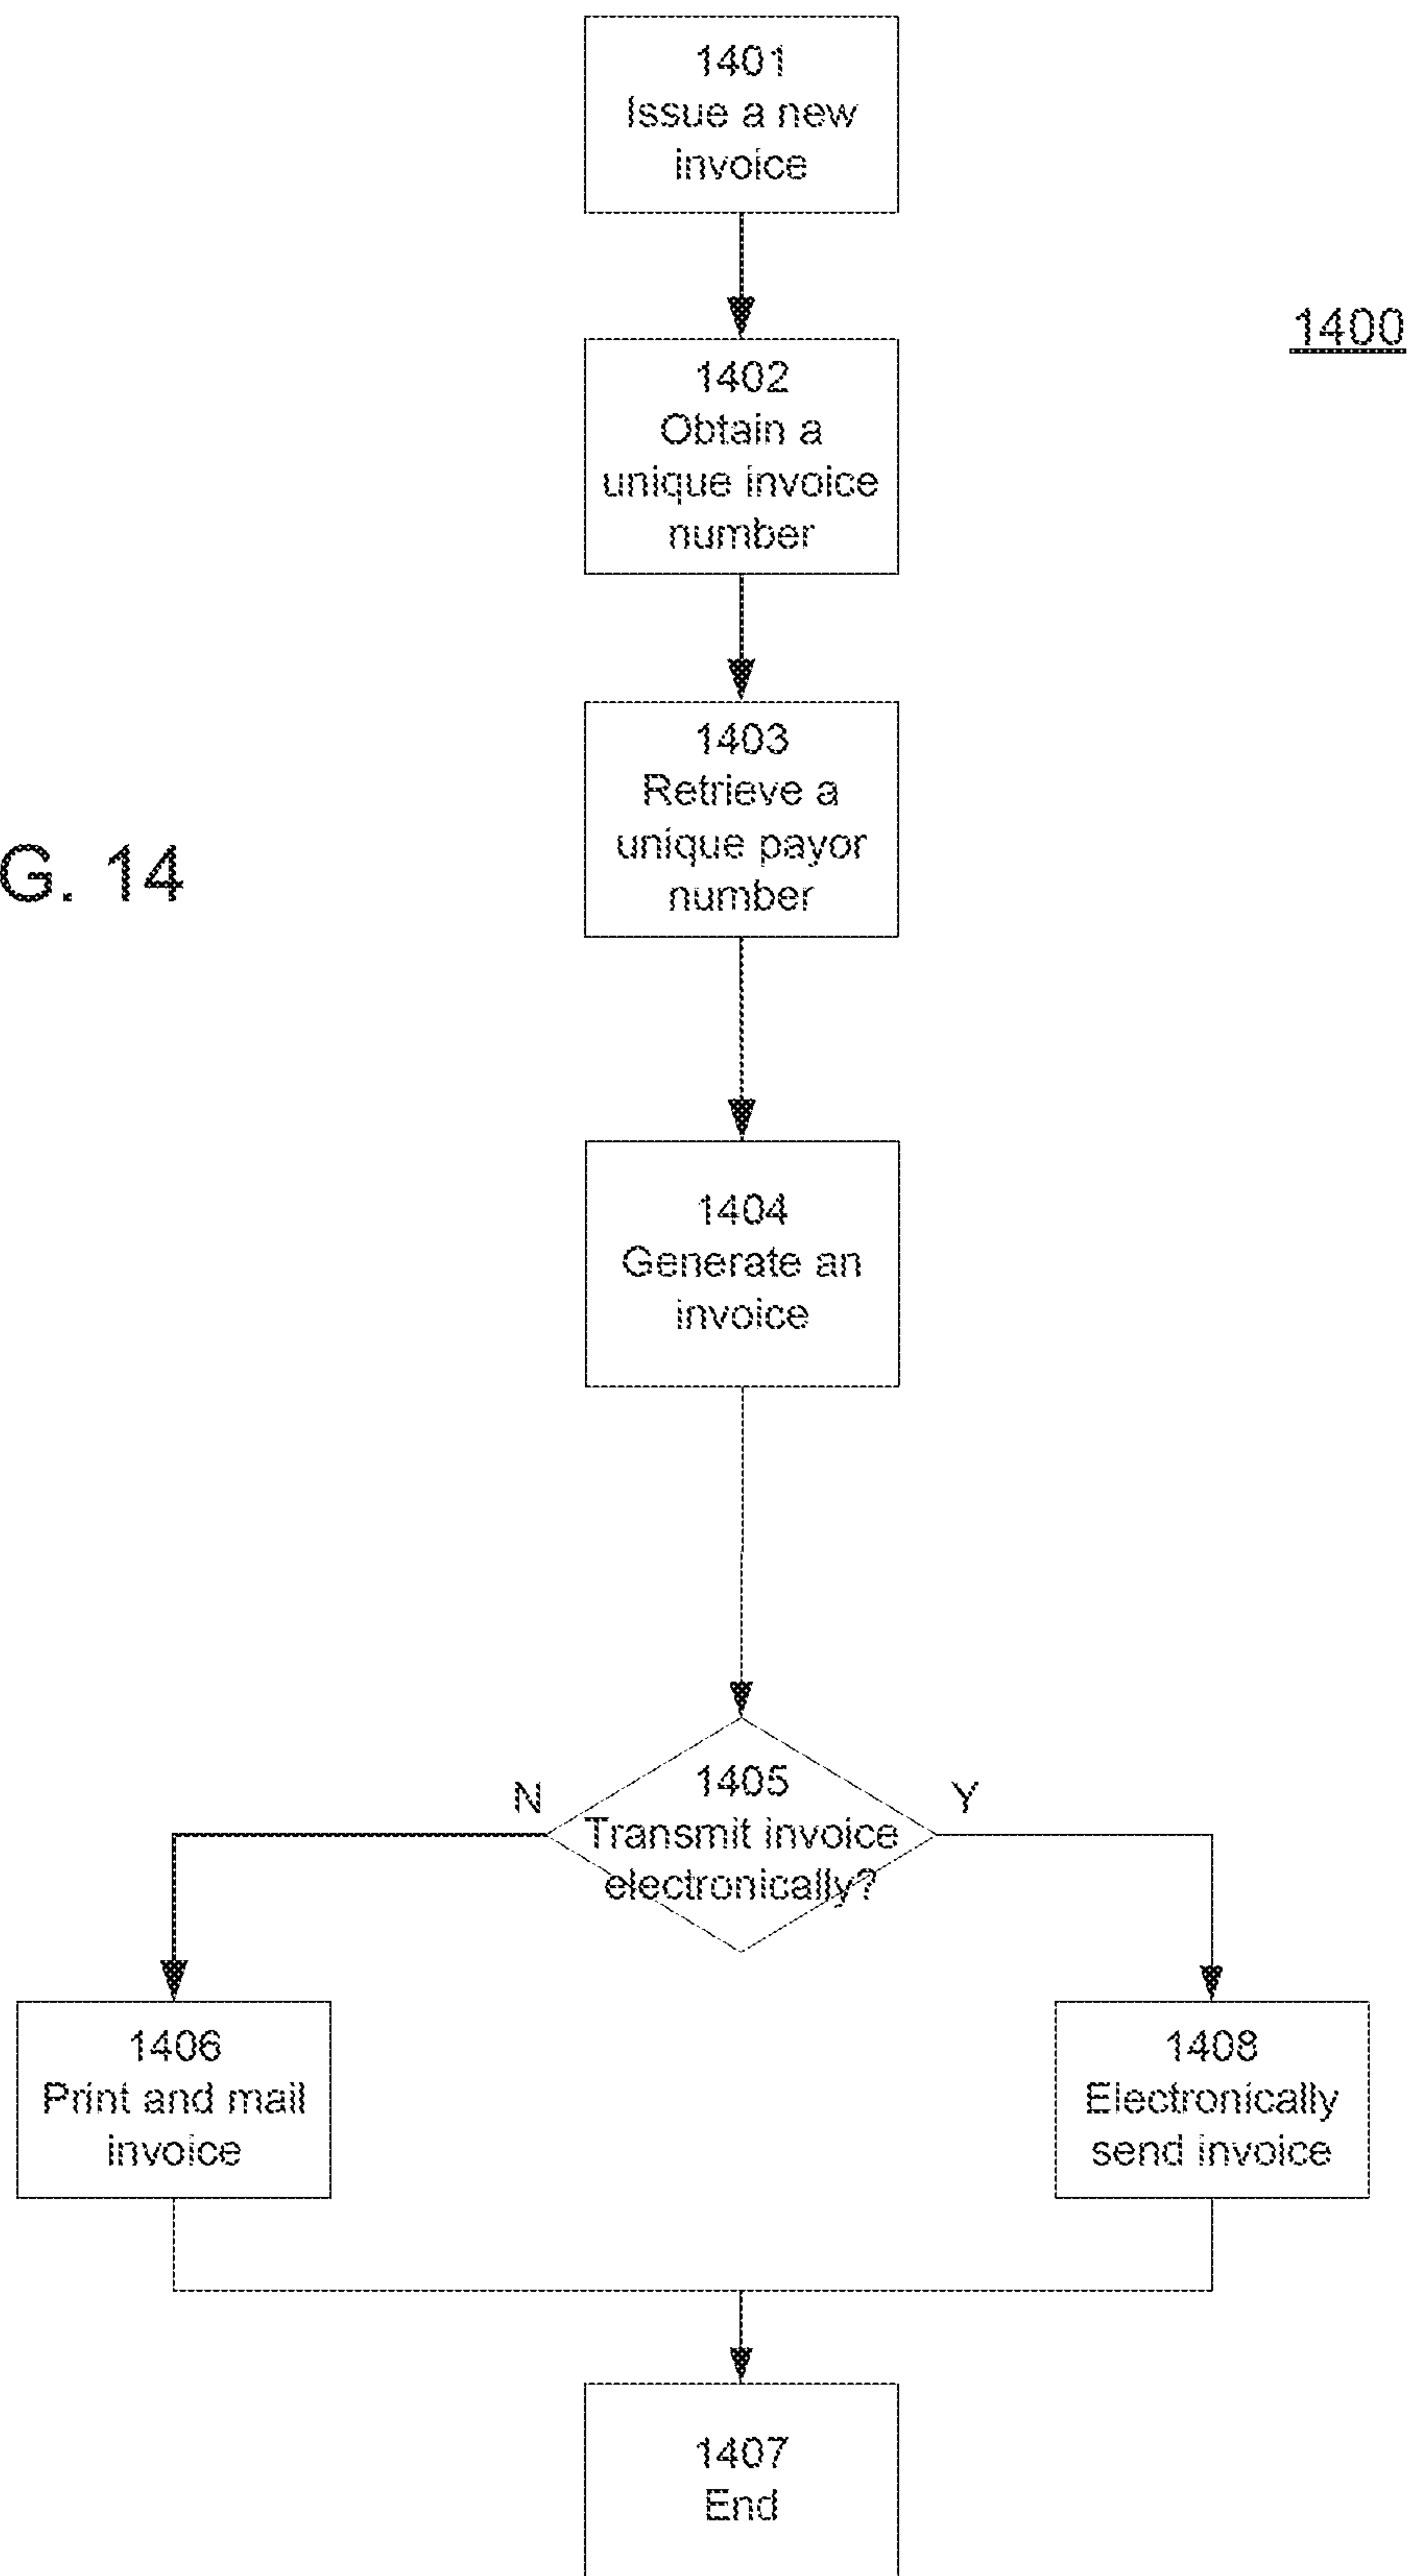 1401
Issue a new
invoice
1400
1402
Obtain a
unique invoice
number
1403
Retrieve a
unique payor
number
G. 14
1404
Generate an
invoice
N
1405
Y
Transmit invoice
electronically?
1406
Print and mail
invoice
1408
Electronically
send invoice
1407
End